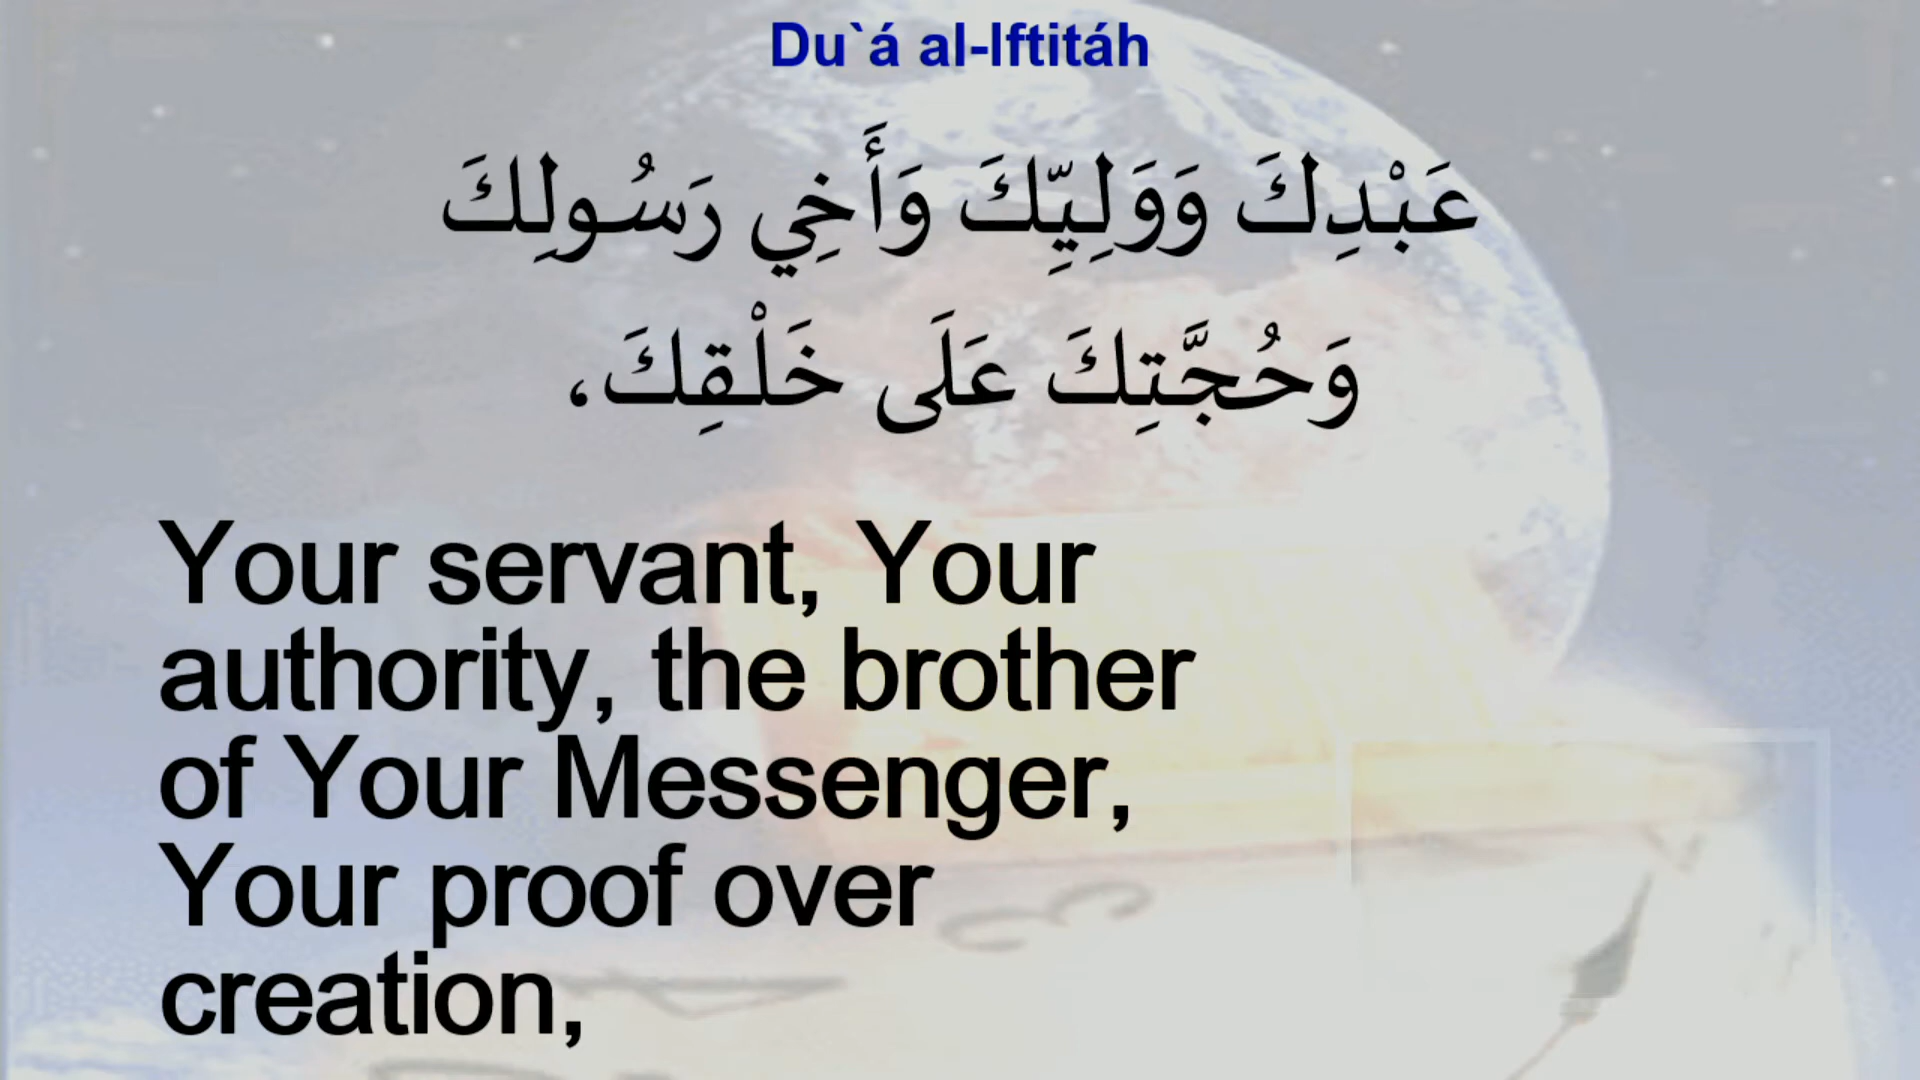 Du`á al-Iftitáh
عَبْدِكَ وَوَلِيِّكَ وَأَخِي رَسُولِكَ
وَحُجَّتِكَ عَلَى خَلْقِكَ،
Your servant, Your
authority, the brother
of Your Messenger,
Your proof over
creation,